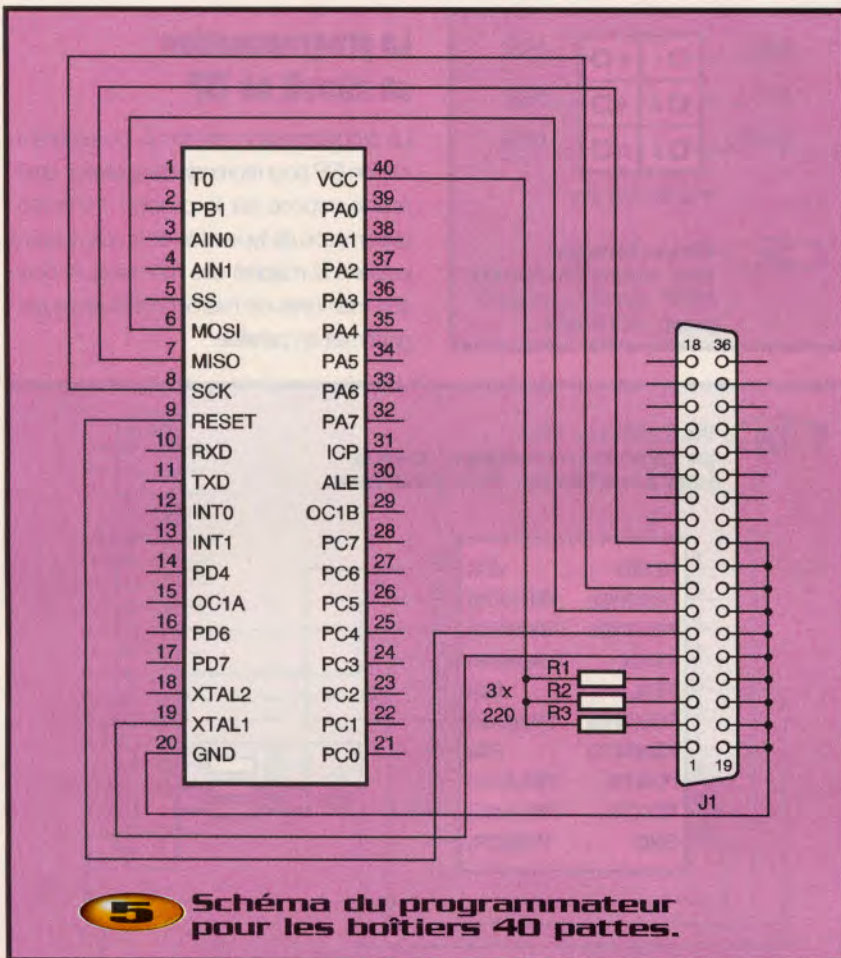 1 T0 VCC 40
2 PB1 PA0 39
3 AIN0 PA1 38
4 AIN1 PA2 37
5 SS PA3 36
6 MOSI PA4 35
7 MISO PA5 34
8 SCK PA6 33
9 RESET PA7 32
10 RXD ICP 31
11 TXD ALE 30
12 INT0 OC1B 29
13 INT1 PC7 28
14 PD4 PC6 27
15 OC1A PC5 26
16 PD6 PC4 25
17 PD7 PC3 24
18 XTAL2 PC2 23
19 XTAL1 PC1 22
20 GND PC0 21
18 36
R1
3 x R2
220 R3
1 19
J1
5 Schéma du programmateur
pour les boîtiers 40 pattes.